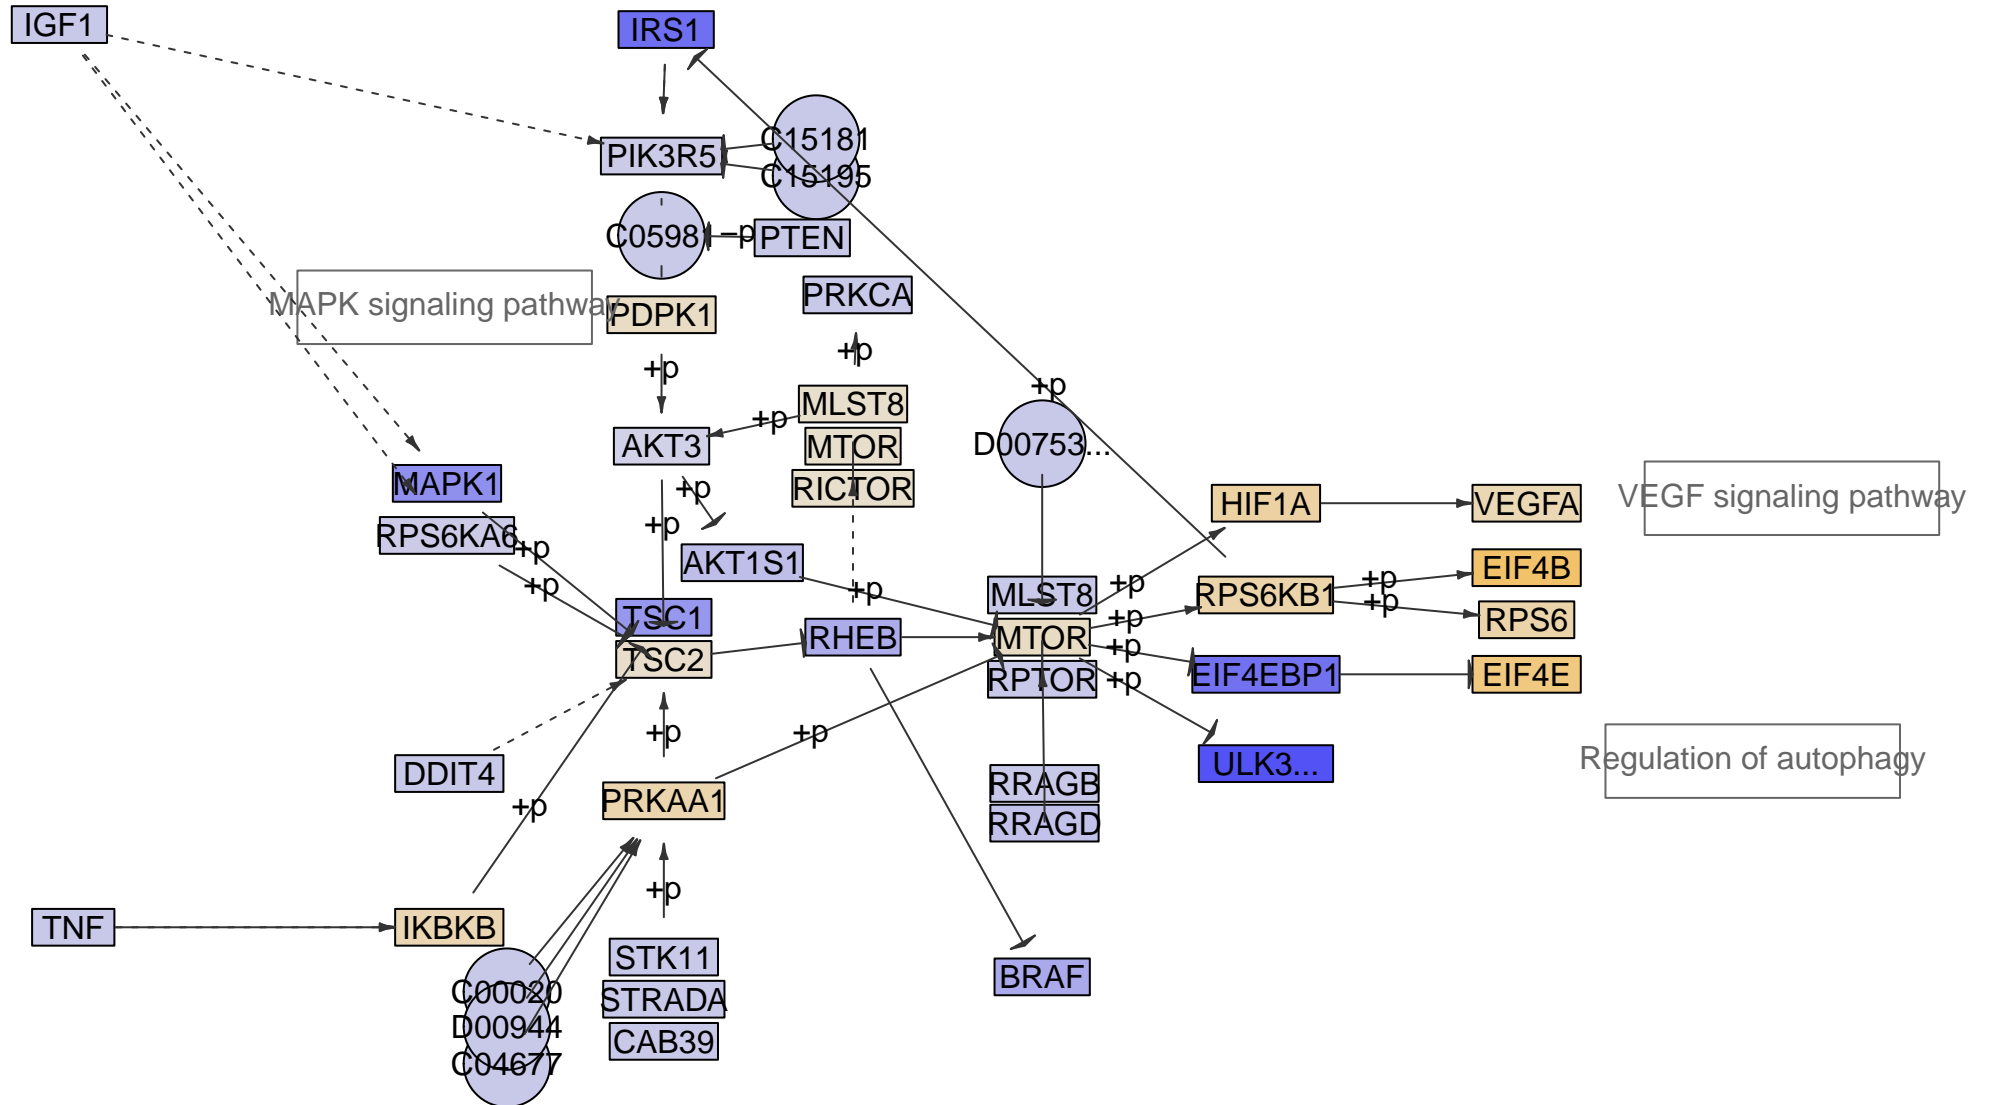 IGF1
IRS1
C15181
PIK3R5
C15195
C0598
-p
PTEN
PRKCA
MAPK signaling pathway
PDPK1
+p
+p
+p
MLST8
+p
AKT3
MTOR
D00753...
MAPK1
+p
RICTOR
HIF1A
VEGFA
VEGF signaling pathway
RPS6KA6
+p
+p
AKT1S1
EIF4B
+p
+p
+p
+p
MLST8
RPS6KB1
+p
+p
TSC1
RHEB
MTOR
RPS6
TSC2
+p
RPTOR
+p
EIF4EBP1
EIF4E
+p
+p
DDIT4
ULK3...
Regulation of autophagy
RRAGB
+p
PRKAA1
RRAGD
+p
TNF
IKBKB
STK11
BRAF
C00020
STRADA
D00944
CAB39
C04677